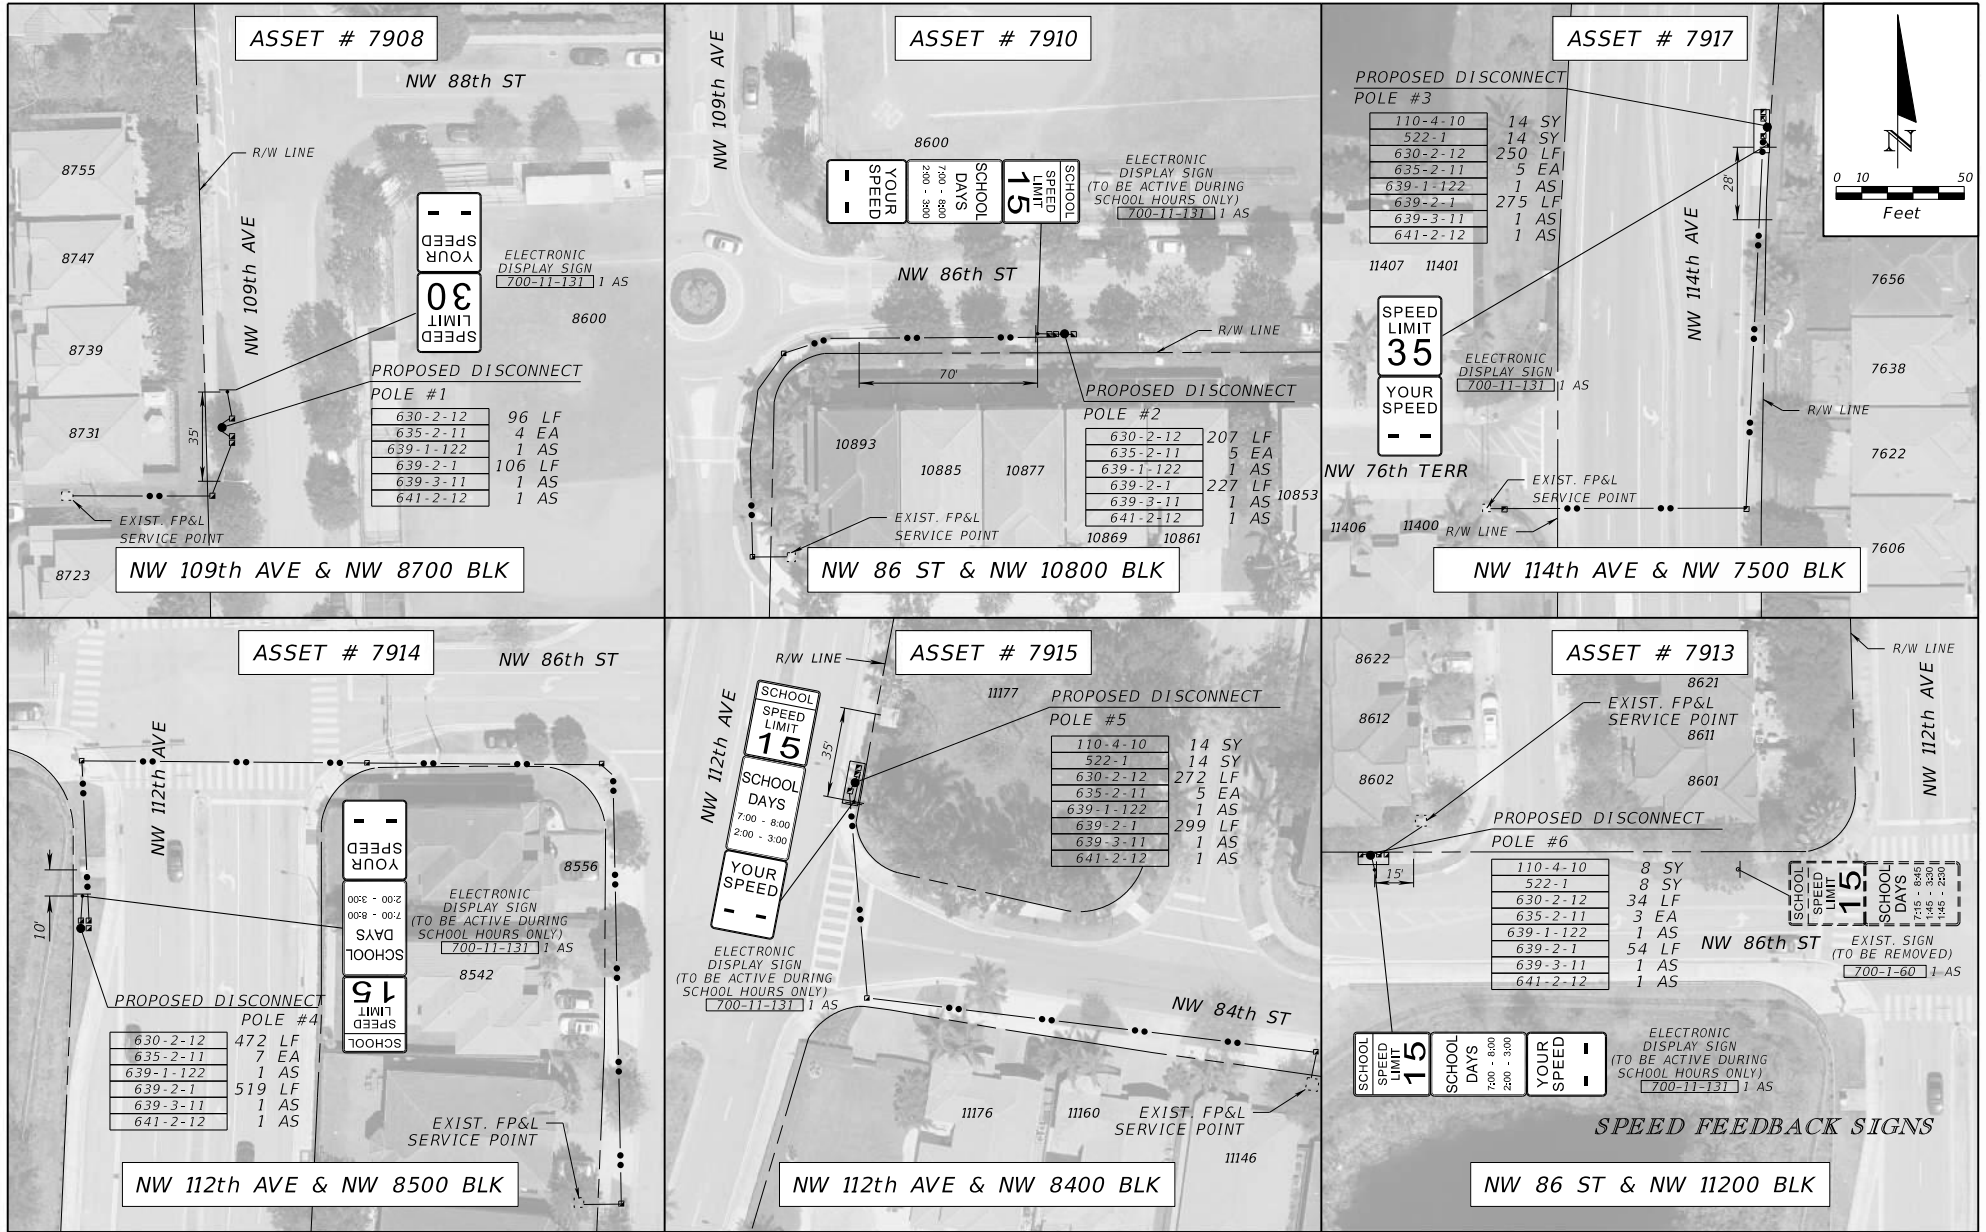 ASSET # 7908
NW 88th ST
R/W LINE
8755
8747
8739
8731
8723
NW 109th AVE
- -
YOUR
SPEED
SPEED
LIMIT
30
ELECTRONIC
DISPLAY SIGN
700-11-131 1 AS
8600
PROPOSED DISCONNECT
POLE #1
630-2-12 96 LF
635-2-11 4 EA
639-1-122 1 AS
639-2-1 106 LF
639-3-11 1 AS
641-2-12 1 AS
35'
EXIST. FP&L
SERVICE POINT
NW 109th AVE & NW 8700 BLK
ASSET # 7910
NW 109th AVE
8600
SCHOOL
SPEED
LIMIT
15
SCHOOL
DAYS
7:00 - 8:00
2:00 - 3:00
YOUR
SPEED
- -
ELECTRONIC
DISPLAY SIGN
(TO BE ACTIVE DURING
SCHOOL HOURS ONLY)
700-11-131 1 AS
NW 86th ST
R/W LINE
70'
PROPOSED DISCONNECT
POLE #2
630-2-12 207 LF
635-2-11 5 EA
639-1-122 1 AS
639-2-1 227 LF
639-3-11 1 AS
641-2-12 1 AS
10893
10885
10877
10869
10861
10853
EXIST. FP&L
SERVICE POINT
NW 86 ST & NW 10800 BLK
ASSET # 7917
PROPOSED DISCONNECT
POLE #3
110-4-10 14 SY
522-1 14 SY
630-2-12 250 LF
635-2-11 5 EA
639-1-122 1 AS
639-2-1 275 LF
639-3-11 1 AS
641-2-12 1 AS
28'
N
0 10 50
Feet
11407 11401
NW 114th AVE
SPEED
LIMIT
35
YOUR
SPEED
- -
ELECTRONIC
DISPLAY SIGN
700-11-131 1 AS
7656
7638
7622
7606
R/W LINE
NW 76th TERR
EXIST. FP&L
SERVICE POINT
11406
11400
R/W LINE
NW 114th AVE & NW 7500 BLK
ASSET # 7914
NW 86th ST
NW 112th AVE
- -
YOUR
SPEED
SCHOOL
DAYS
7:00 - 8:00
2:00 - 3:00
SCHOOL
SPEED
LIMIT
15
ELECTRONIC
DISPLAY SIGN
(TO BE ACTIVE DURING
SCHOOL HOURS ONLY)
700-11-131 1 AS
8556
8542
10'
PROPOSED DISCONNECT
POLE #4
630-2-12 472 LF
635-2-11 7 EA
639-1-122 1 AS
639-2-1 519 LF
639-3-11 1 AS
641-2-12 1 AS
EXIST. FP&L
SERVICE POINT
NW 112th AVE & NW 8500 BLK
ASSET # 7915
R/W LINE
NW 112th AVE
SCHOOL
SPEED
LIMIT
15
SCHOOL
DAYS
7:00 - 8:00
2:00 - 3:00
YOUR
SPEED
- -
35'
11177
PROPOSED DISCONNECT
POLE #5
110-4-10 14 SY
522-1 14 SY
630-2-12 272 LF
635-2-11 5 EA
639-1-122 1 AS
639-2-1 299 LF
639-3-11 1 AS
641-2-12 1 AS
ELECTRONIC
DISPLAY SIGN
(TO BE ACTIVE DURING
SCHOOL HOURS ONLY)
700-11-131 1 AS
NW 84th ST
11176
11160
11146
EXIST. FP&L
SERVICE POINT
NW 112th AVE & NW 8400 BLK
ASSET # 7913
8622
8612
8602
8621
8611
8601
EXIST. FP&L
SERVICE POINT
R/W LINE
NW 112th AVE
PROPOSED DISCONNECT
POLE #6
110-4-10 8 SY
522-1 8 SY
630-2-12 34 LF
635-2-11 3 EA
639-1-122 1 AS
639-2-1 54 LF
639-3-11 1 AS
641-2-12 1 AS
15'
SCHOOL
SPEED
LIMIT
15
SCHOOL
DAYS
7:15 - 8:45
1:45 - 3:30
1:45 - 2:30
NW 86th ST
EXIST. SIGN
(TO BE REMOVED)
700-1-60 1 AS
SCHOOL
SPEED
LIMIT
15
SCHOOL
DAYS
7:00 - 8:00
2:00 - 3:00
YOUR
SPEED
- -
ELECTRONIC
DISPLAY SIGN
(TO BE ACTIVE DURING
SCHOOL HOURS ONLY)
700-11-131 1 AS
SPEED FEEDBACK SIGNS
NW 86 ST & NW 11200 BLK